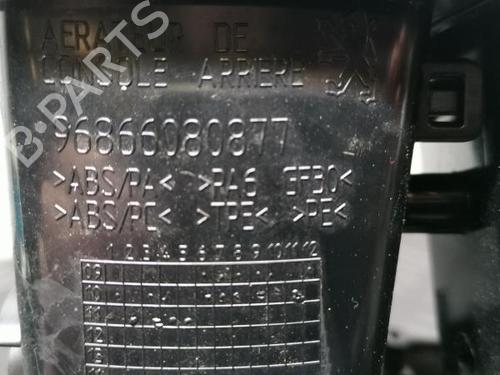 AERATEUR DE
CONSOLE ARRIERE
96866080877
>ABS/PA< >PA6 GF30<
>ABS/PC< >TPE< >PE<
1 2 3 4 5 6 7 8 9 10 11 12
09
10
11
12
13
B-PARTS